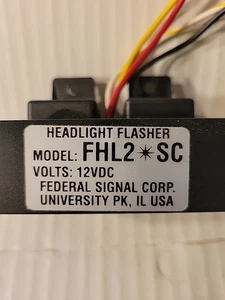 HEADLIGHT FLASHER
MODEL: FHL2✶SC
VOLTS: 12VDC
FEDERAL SIGNAL CORP.
UNIVERSITY PK, IL USA